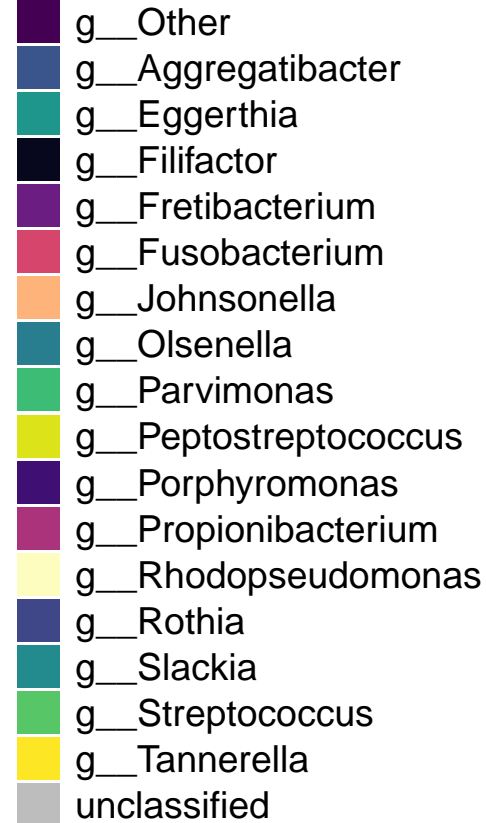 g__Other
g__Aggregatibacter
g__Eggerthia
g__Filifactor
g__Fretibacterium
g__Fusobacterium
g__Johnsonella
g__Olsenella
g__Parvimonas
g__Peptostreptococcus
g__Porphyromonas
g__Propionibacterium
g__Rhodopseudomonas
g__Rothia
g__Slackia
g__Streptococcus
g__Tannerella
unclassified